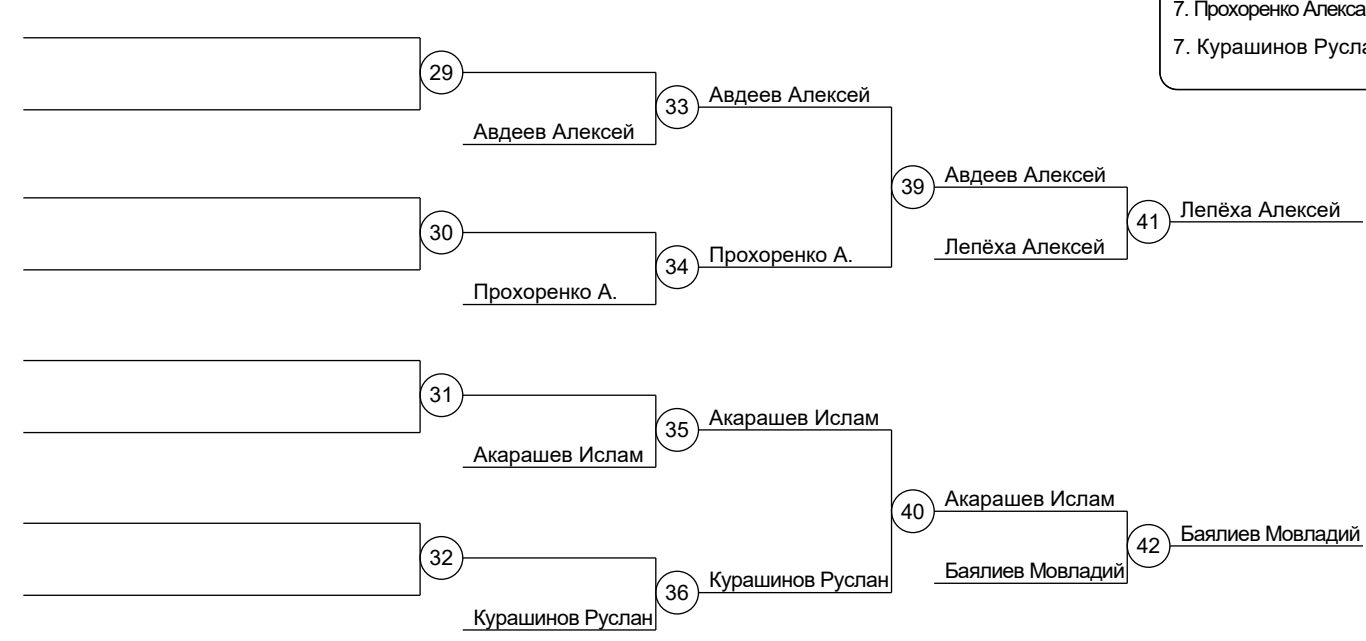 7. Прохоренко Алекса
7. Курашинов Русла
29
33
Авдеев Алексей
Авдеев Алексей
39
Авдеев Алексей
41
Лепёха Алексей
30
34
Прохоренко А.
Лепёха Алексей
Прохоренко А.
31
35
Акарашев Ислам
Акарашев Ислам
40
Акарашев Ислам
42
Баялиев Мовладий
32
36
Курашинов Руслан
Баялиев Мовладий
Курашинов Руслан